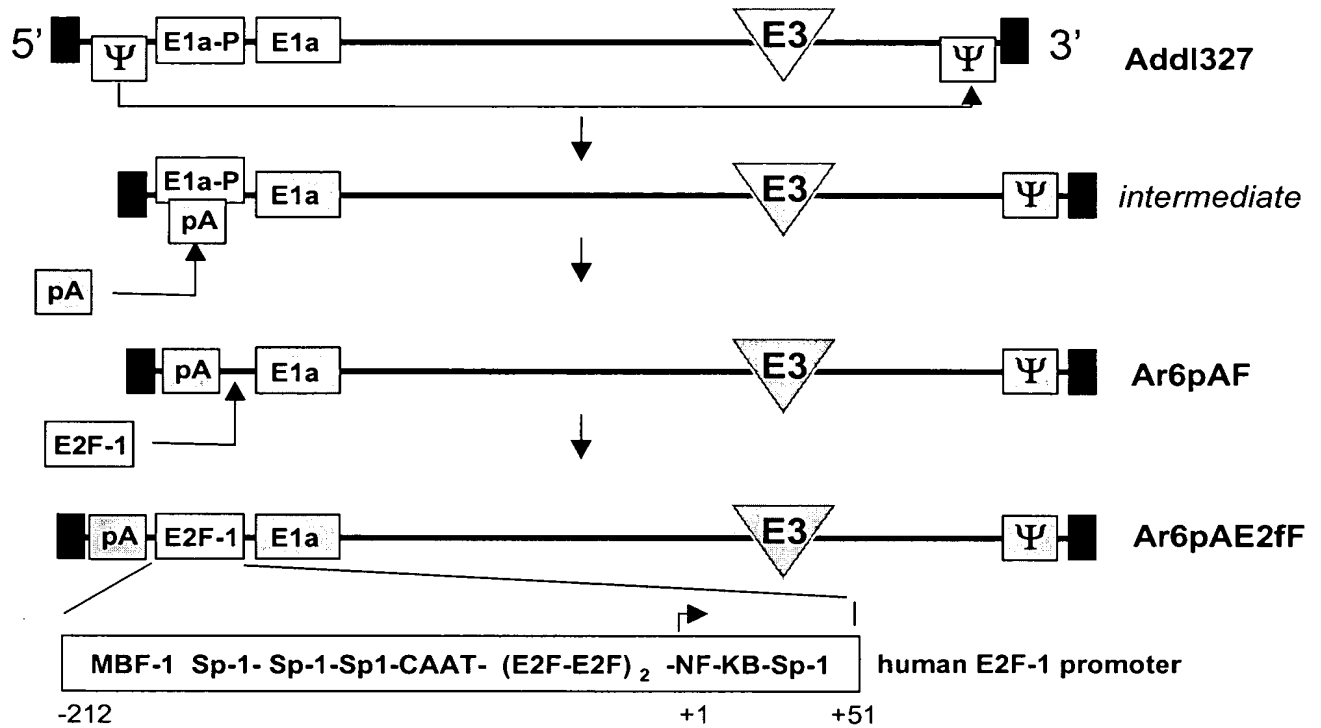 5' Ψ E1a-P E1a E3 Ψ 3' Addl327
E1a-P E1a E3 Ψ intermediate
pA
pA
pA E1a E3 Ψ Ar6pAF
E2F-1
pA E2F-1 E1a E3 Ψ Ar6pAE2fF
MBF-1 Sp-1- Sp-1-Sp1-CAAT- (E2F-E2F) 2 -NF-KB-Sp-1 human E2F-1 promoter
-212 +1 +51